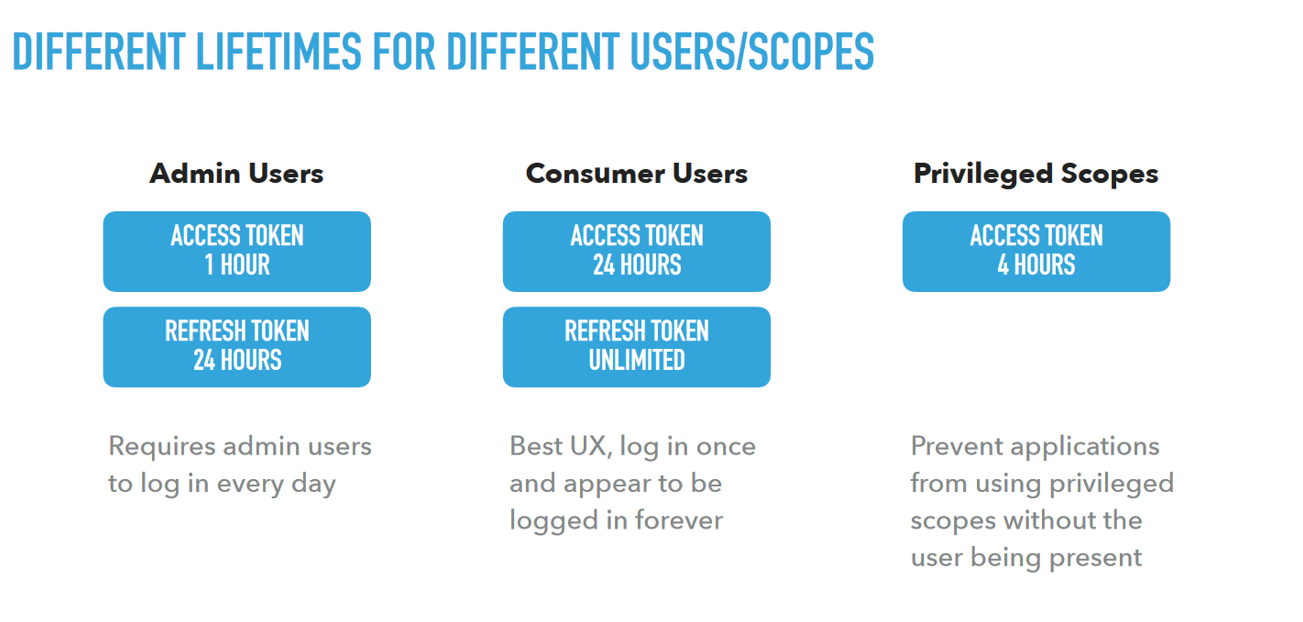 DIFFERENT LIFETIMES FOR DIFFERENT USERS/SCOPES
Admin Users
ACCESS TOKEN
1 HOUR
REFRESH TOKEN
24 HOURS
Requires admin users
to log in every day
Consumer Users
ACCESS TOKEN
24 HOURS
REFRESH TOKEN
UNLIMITED
Best UX, log in once
and appear to be
logged in forever
Privileged Scopes
ACCESS TOKEN
4 HOURS
Prevent applications
from using privileged
scopes without the
user being present